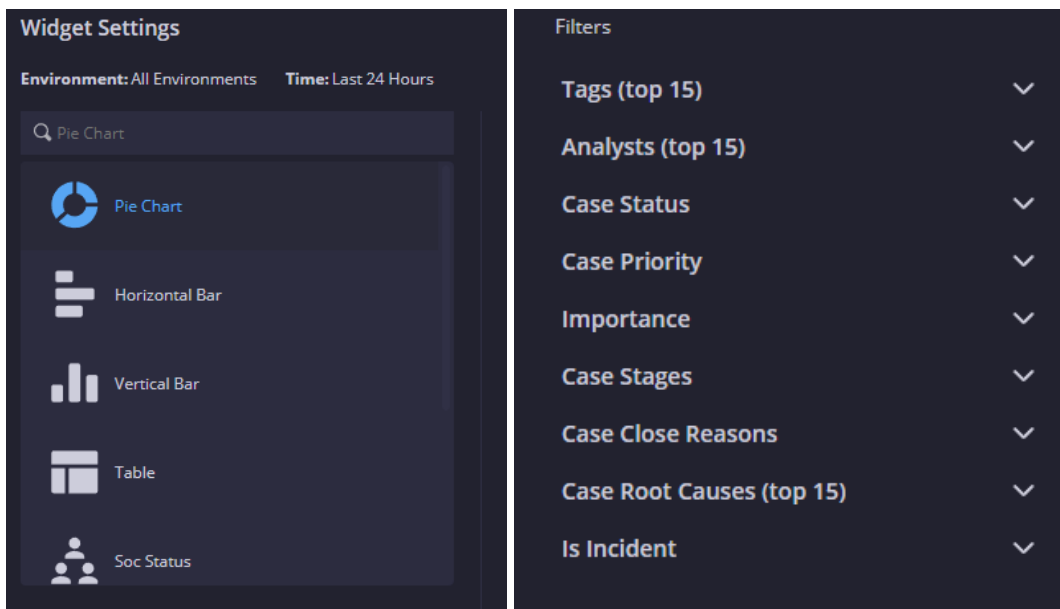 Widget Settings
Environment: All Environments Time: Last 24 Hours
Pie Chart
Pie Chart
Horizontal Bar
Vertical Bar
Table
Soc Status
Filters
Tags (top 15)
Analysts (top 15)
Case Status
Case Priority
Importance
Case Stages
Case Close Reasons
Case Root Causes (top 15)
Is Incident